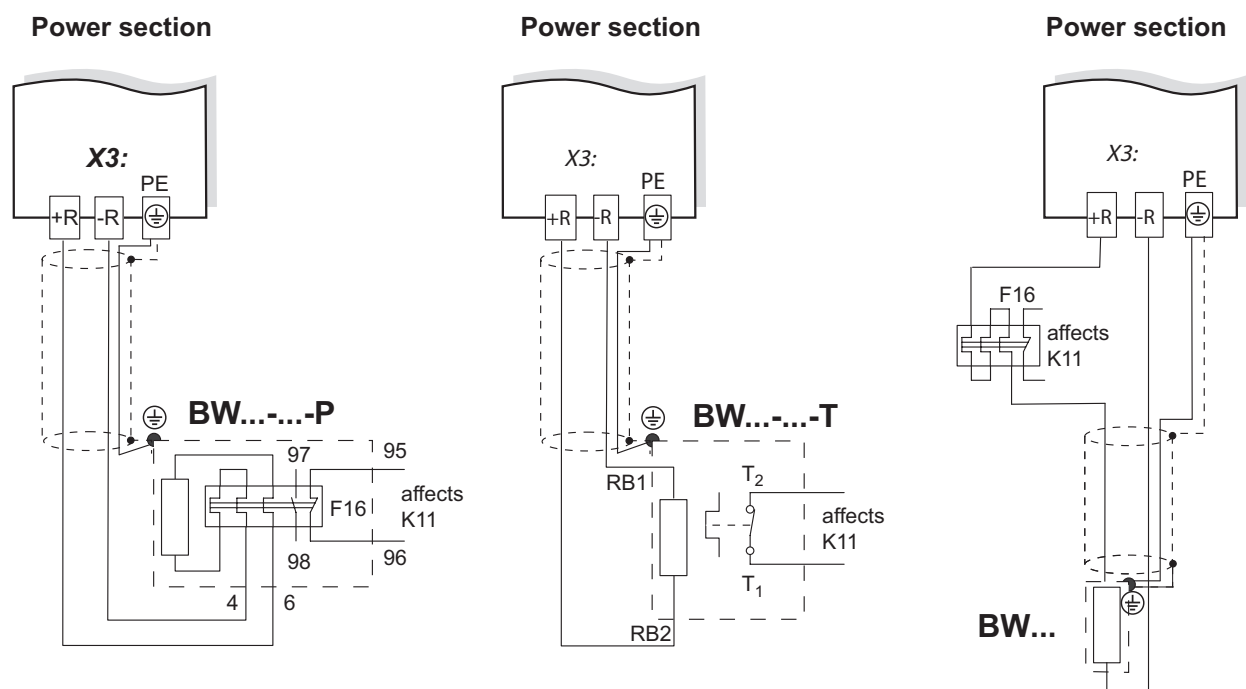 Power section
X3:
PE
+R
-R
BW...-...-P
97
95
F16
affects
K11
98
96
4
6
Power section
X3:
PE
+R
-R
BW...-...-T
RB1
T2
affects
K11
T1
RB2
Power section
X3:
PE
+R
-R
F16
affects
K11
BW...